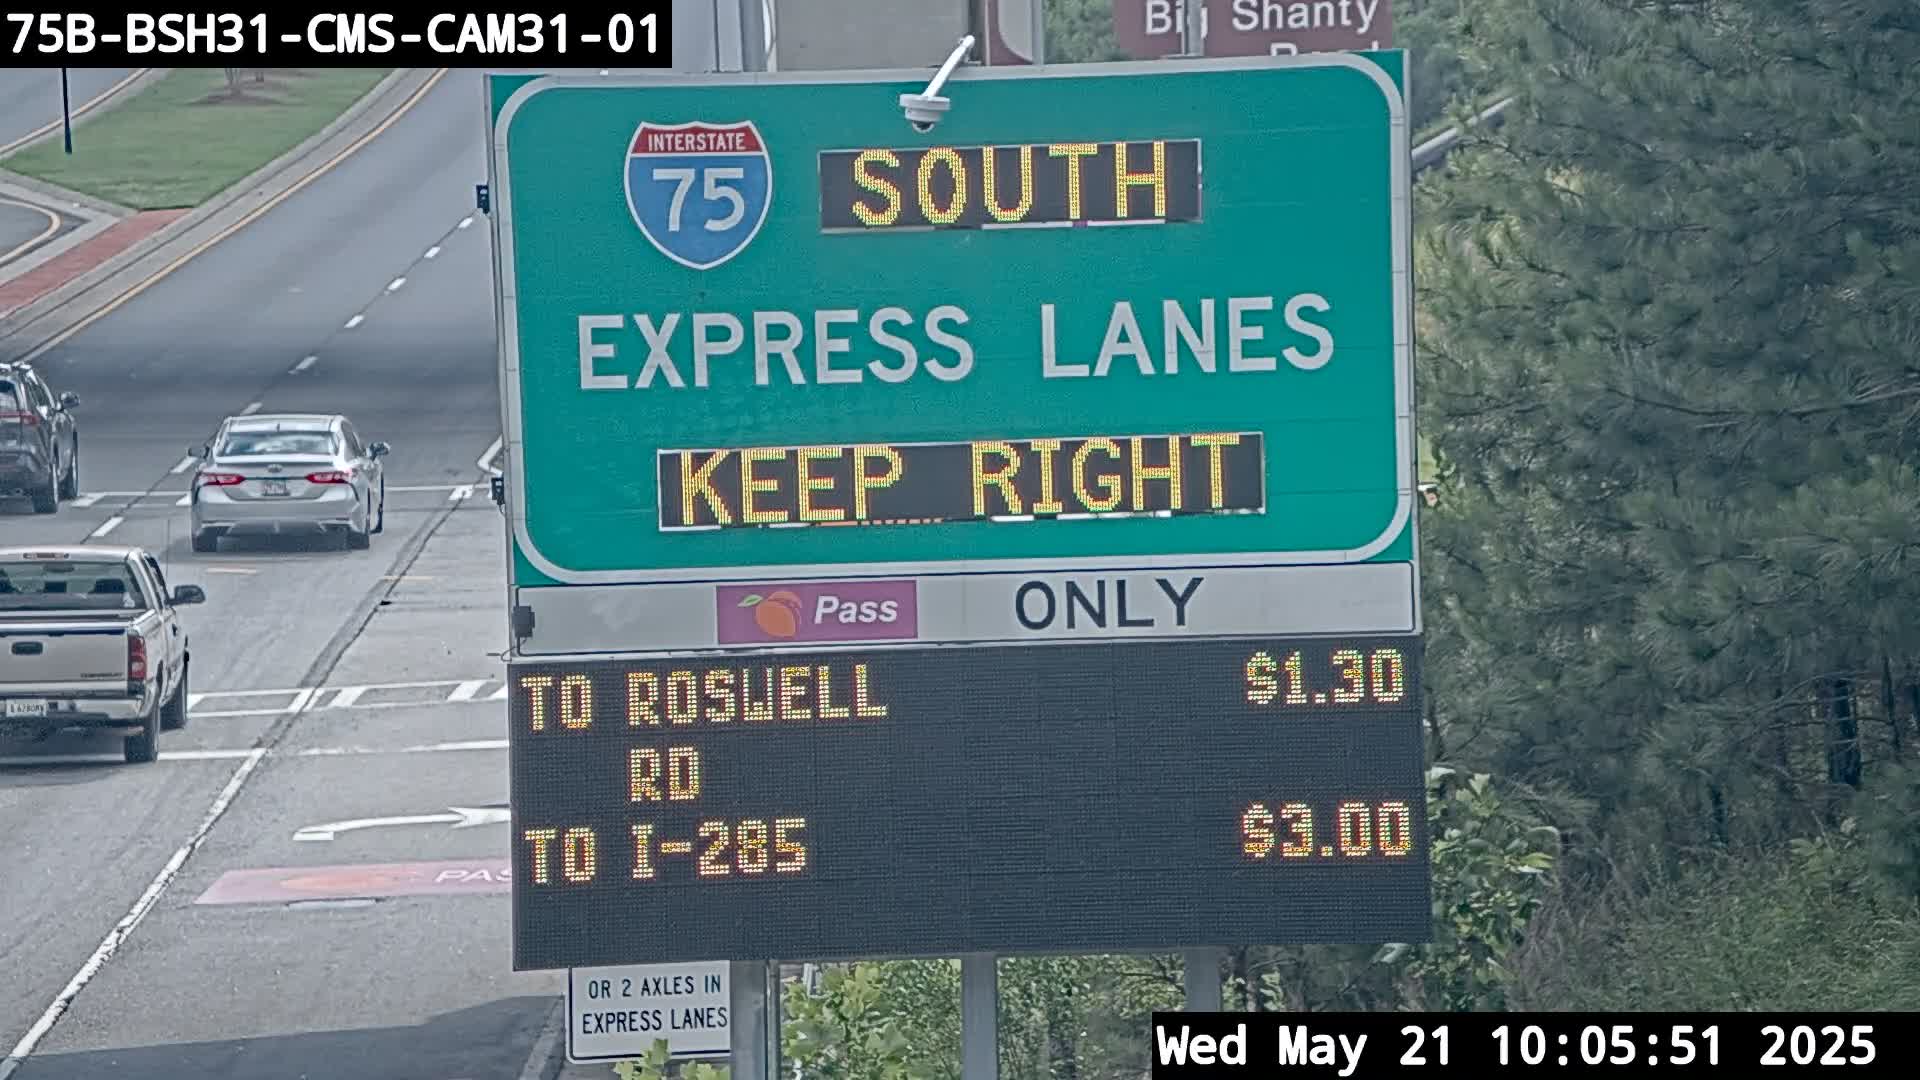 75B-BSH31-CMS-CAM31-01
Big Shanty
Road
INTERSTATE
75
SOUTH
EXPRESS LANES
KEEP RIGHT
Pass ONLY
TO ROSWELL $1.30
RD
TO I-285 $3.00
PAS
OR 2 AXLES IN
EXPRESS LANES
Wed May 21 10:05:51 2025